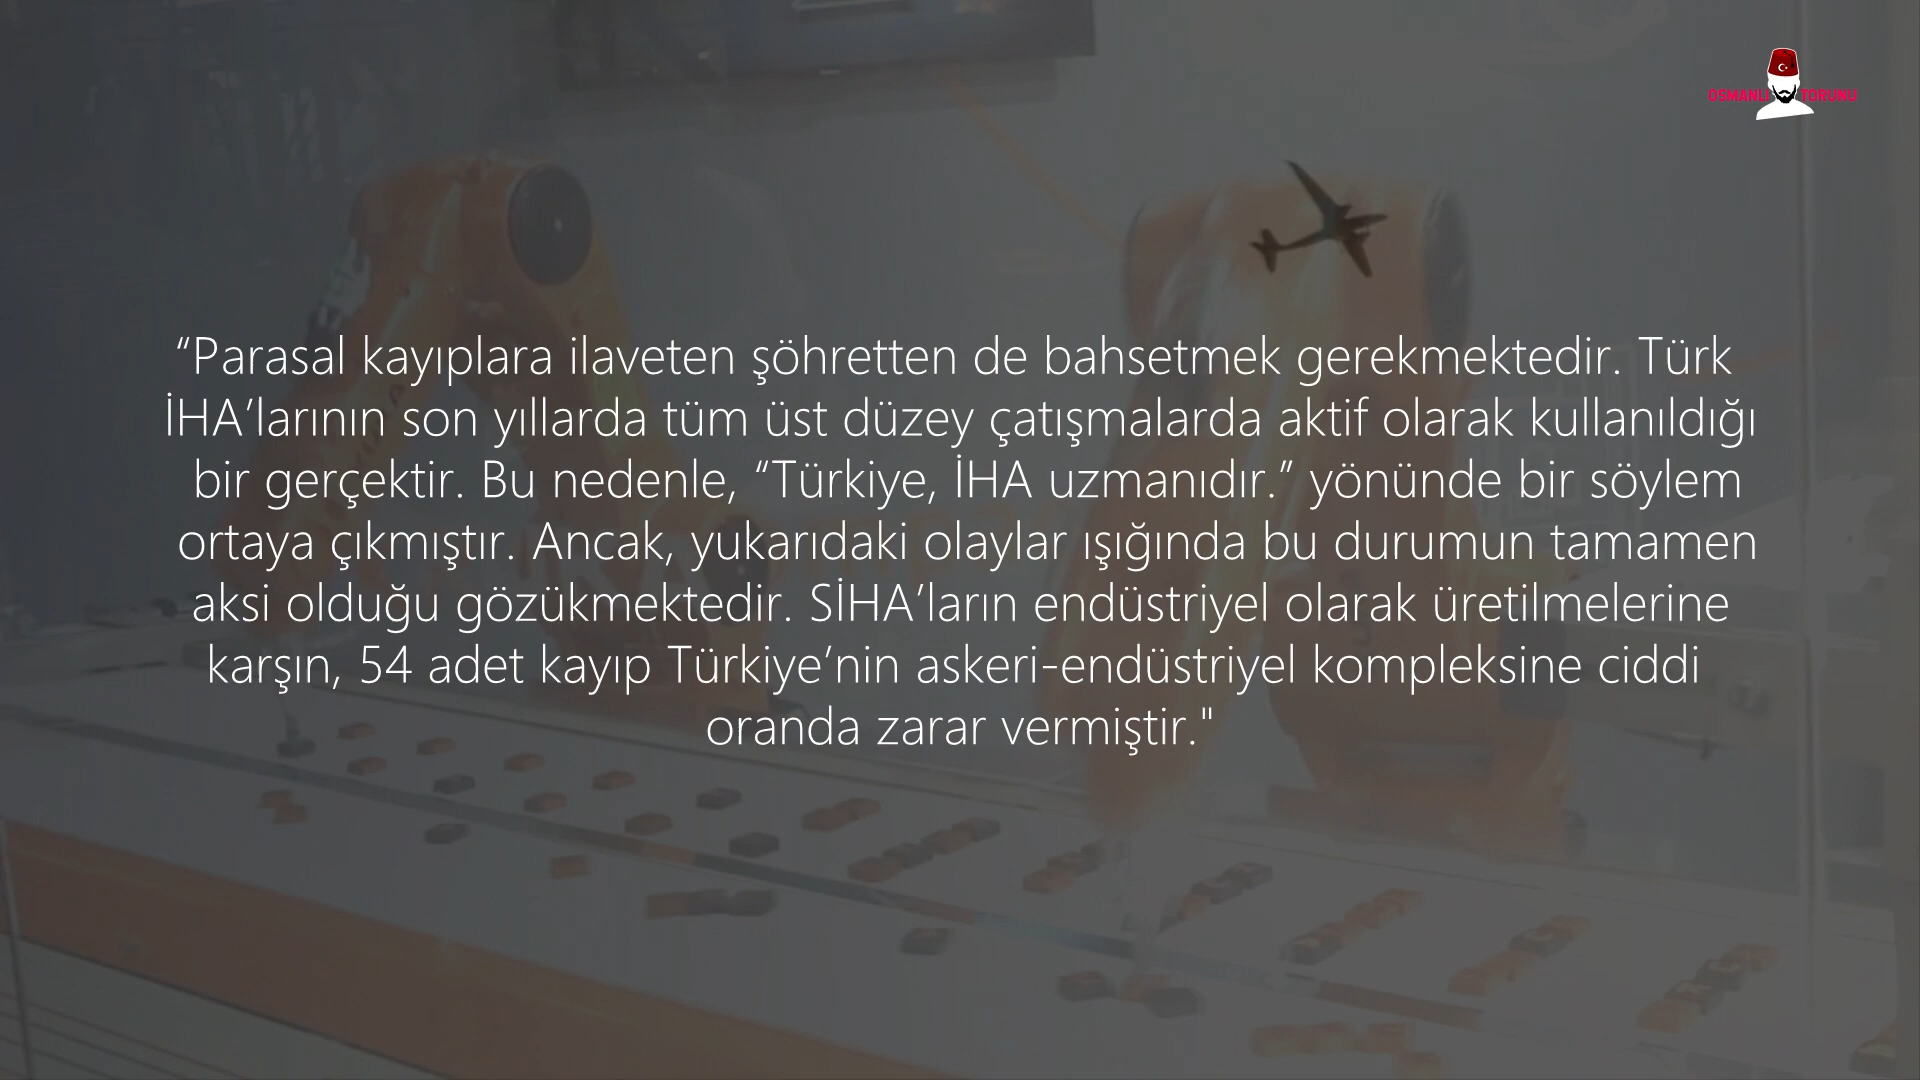 OSMANLI TORUNU
“Parasal kayıplara ilaveten şöhretten de bahsetmek gerekmektedir. Türk
İHA’larının son yıllarda tüm üst düzey çatışmalarda aktif olarak kullanıldığı
bir gerçektir. Bu nedenle, “Türkiye, İHA uzmanıdır.” yönünde bir söylem
ortaya çıkmıştır. Ancak, yukarıdaki olaylar ışığında bu durumun tamamen
aksi olduğu gözükmektedir. SİHA’ların endüstriyel olarak üretilmelerine
karşın, 54 adet kayıp Türkiye’nin askeri-endüstriyel kompleksine ciddi
oranda zarar vermiştir."